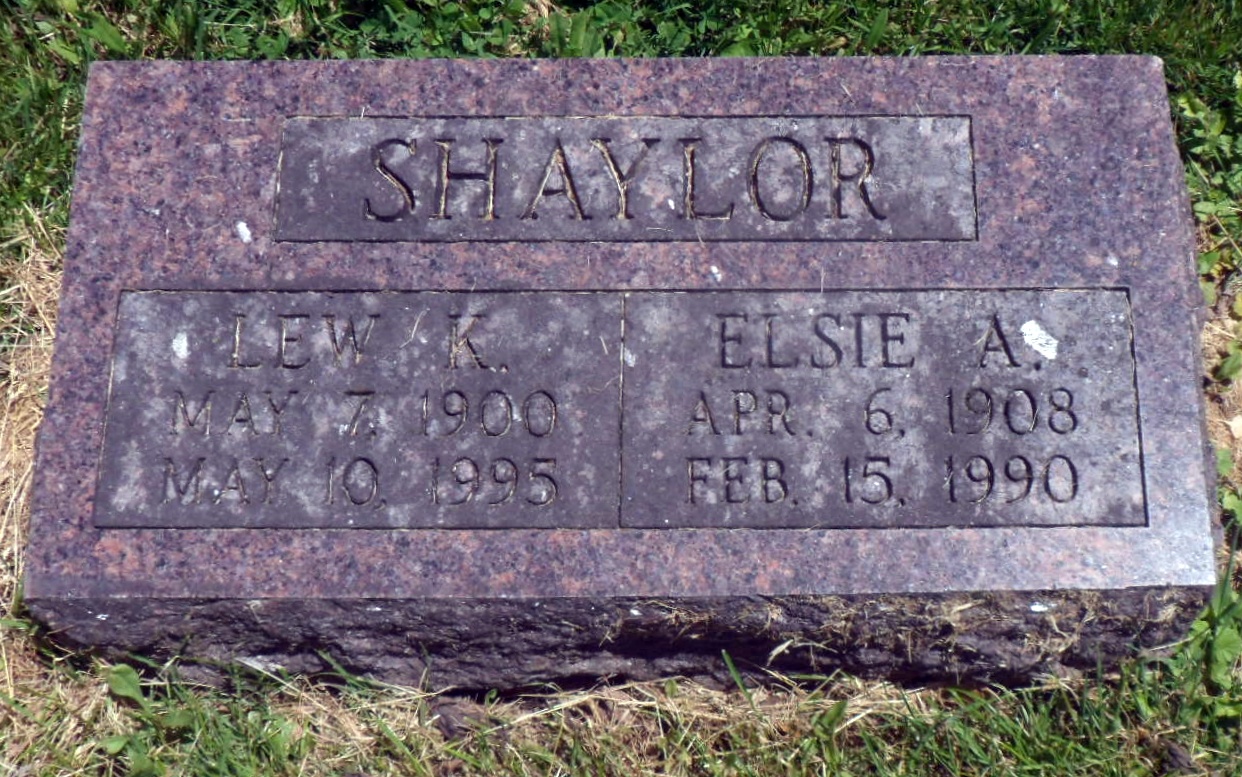 SHAYLOR
LEW K.
MAY 7, 1900
MAY 10, 1995
ELSIE A.
APR. 6, 1908
FEB. 15, 1990